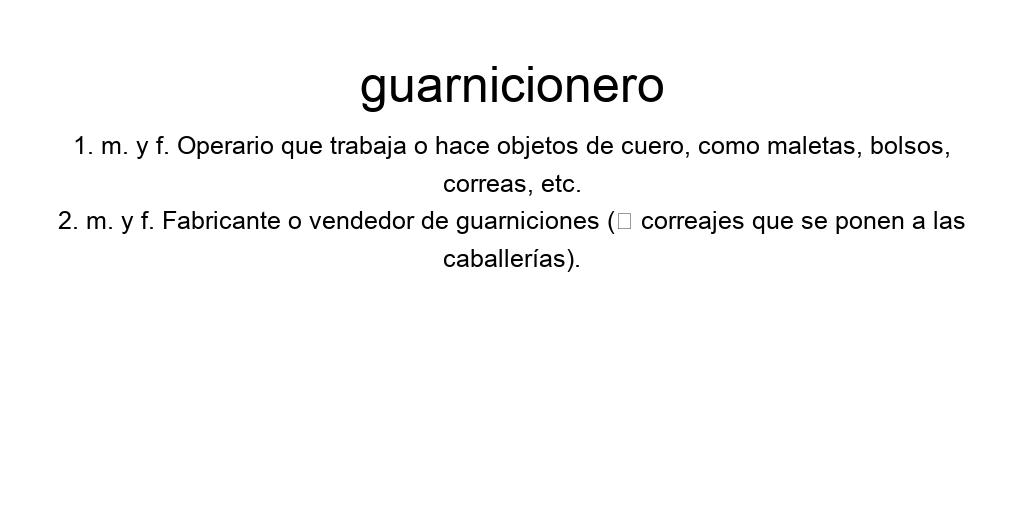 guarnicionero
1. m. y f. Operario que trabaja o hace objetos de cuero, como maletas, bolsos,
correas, etc.
2. m. y f. Fabricante o vendedor de guarniciones (□ correajes que se ponen a las
caballerías).